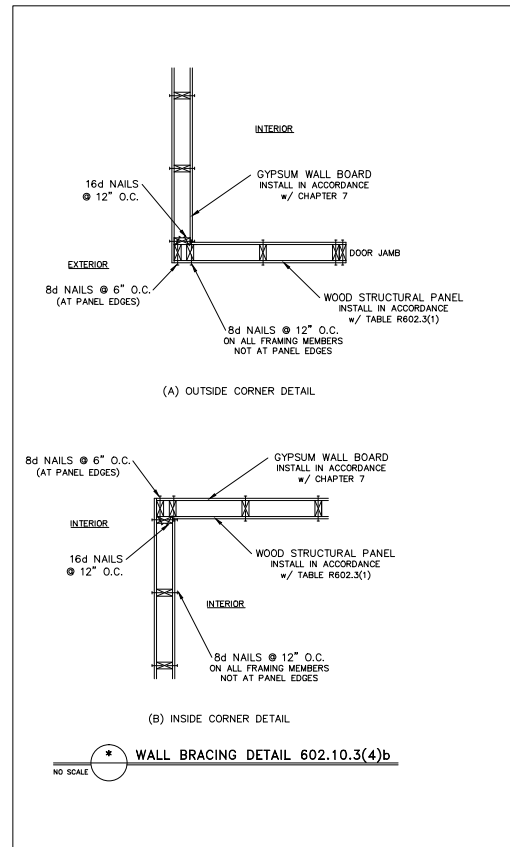 INTERIOR
16d NAILS
@ 12" O.C.
GYPSUM WALL BOARD
INSTALL IN ACCORDANCE
w/ CHAPTER 7
DOOR JAMB
EXTERIOR
8d NAILS @ 6" O.C.
(AT PANEL EDGES)
WOOD STRUCTURAL PANEL
INSTALL IN ACCORDANCE
w/ TABLE R602.3(1)
8d NAILS @ 12" O.C.
ON ALL FRAMING MEMBERS
NOT AT PANEL EDGES
(A) OUTSIDE CORNER DETAIL
8d NAILS @ 6" O.C.
(AT PANEL EDGES)
GYPSUM WALL BOARD
INSTALL IN ACCORDANCE
w/ CHAPTER 7
INTERIOR
16d NAILS
@ 12" O.C.
WOOD STRUCTURAL PANEL
INSTALL IN ACCORDANCE
w/ TABLE R602.3(1)
INTERIOR
8d NAILS @ 12" O.C.
ON ALL FRAMING MEMBERS
NOT AT PANEL EDGES
(B) INSIDE CORNER DETAIL
* WALL BRACING DETAIL 602.10.3(4)b
NO SCALE